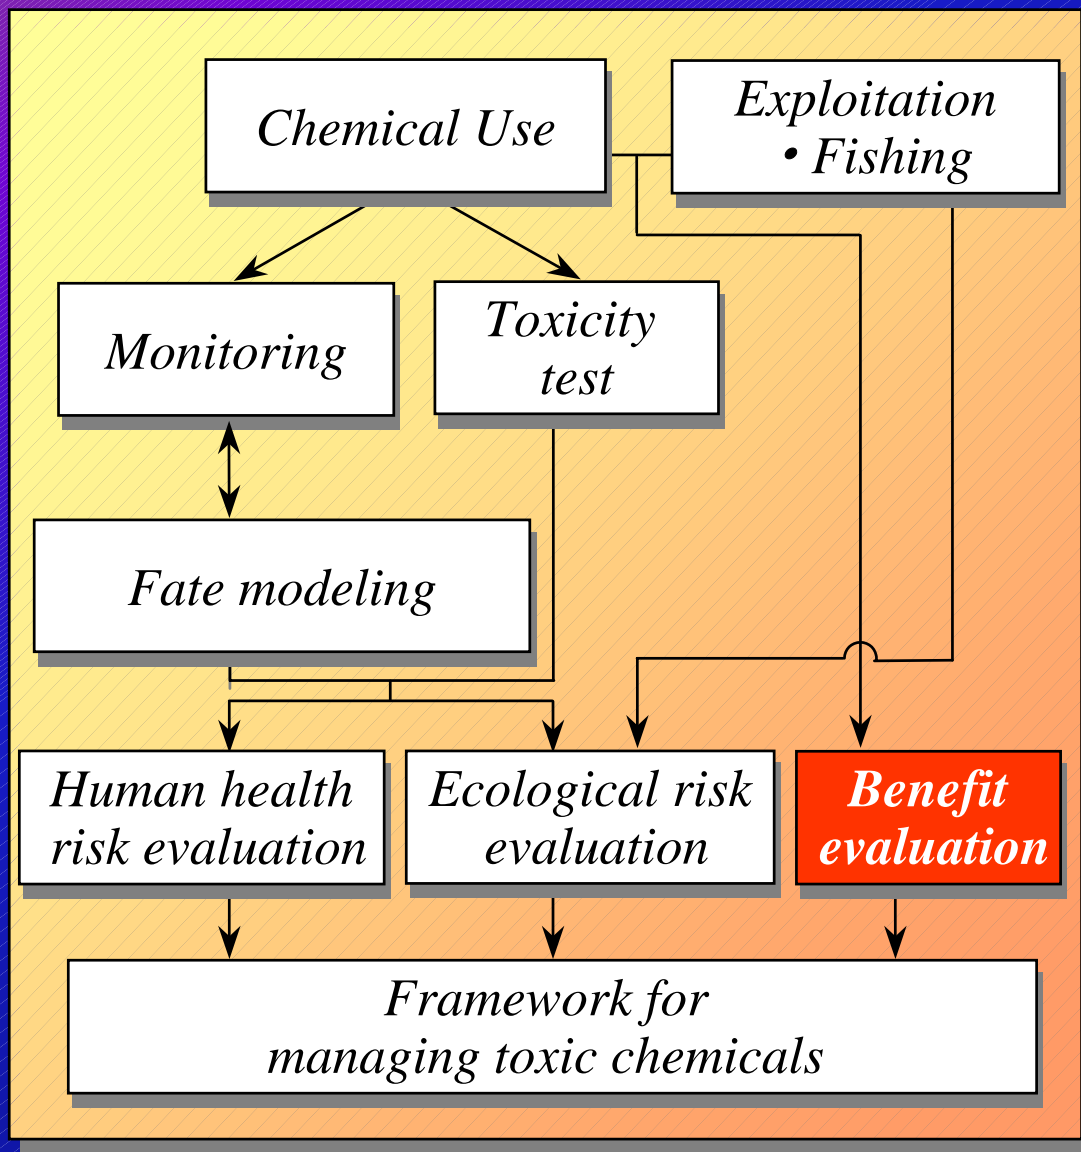 Chemical Use
Exploitation
• Fishing
Monitoring
Toxicity
test
Fate modeling
Human health
risk evaluation
Ecological risk
evaluation
Benefit
evaluation
Framework for
managing toxic chemicals